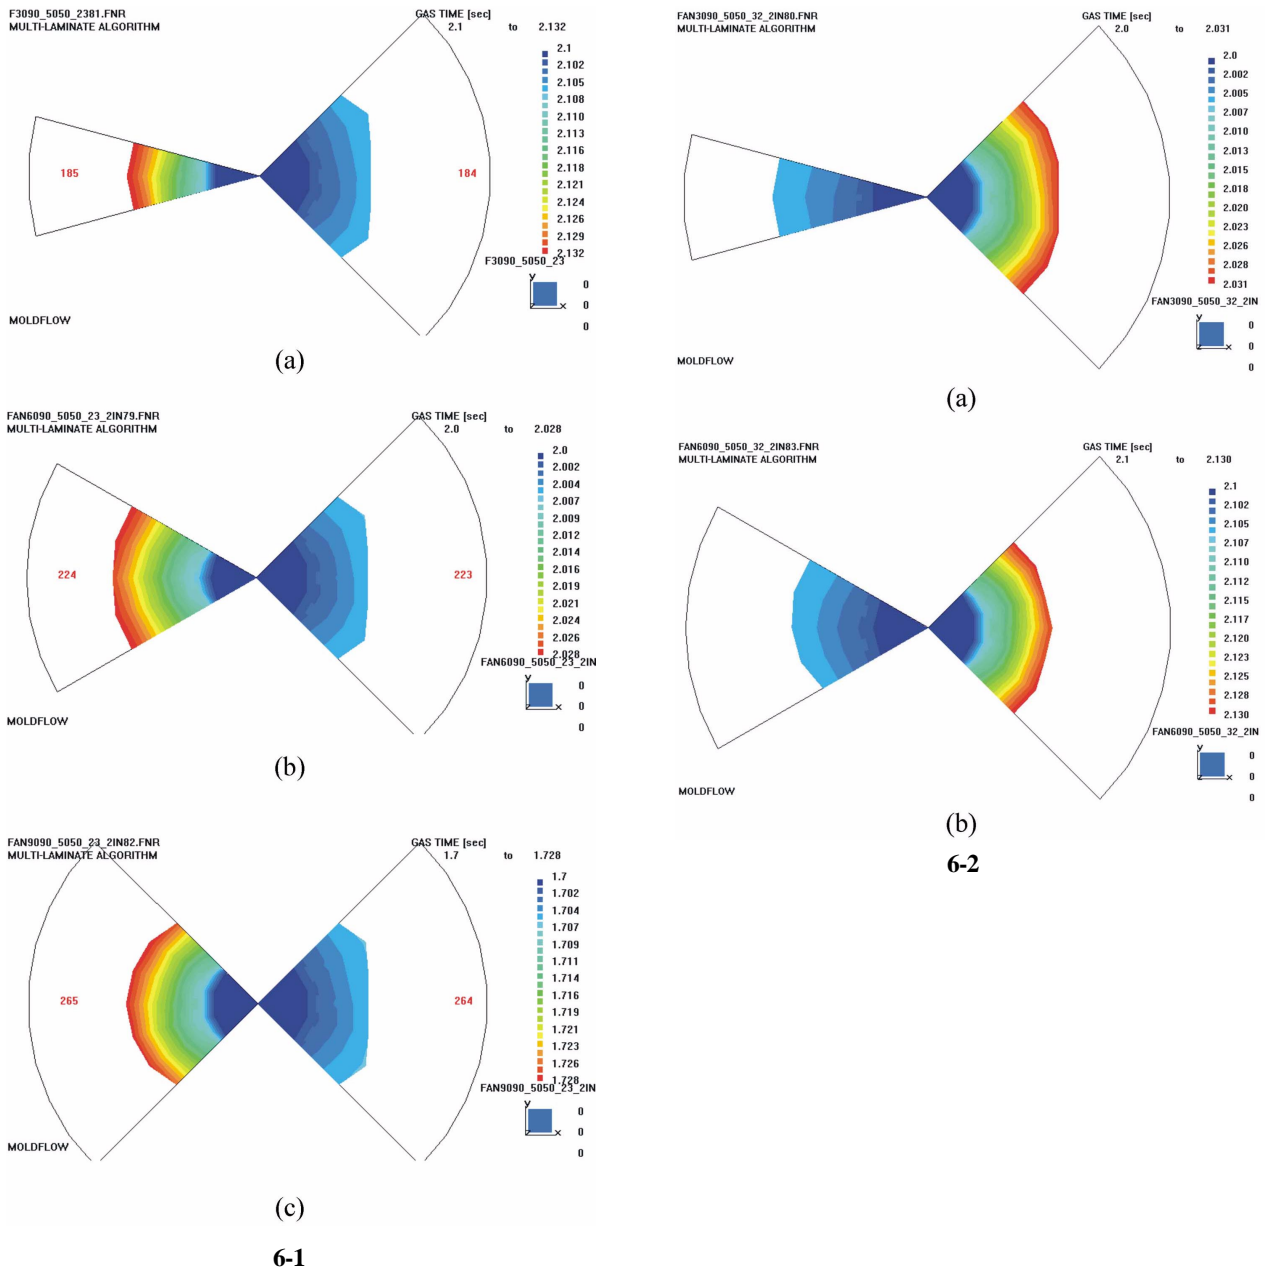 F3090_5050_2381.FNR
MULTI-LAMINATE ALGORITHM
GAS TIME [sec]
2.1 to 2.132
2.1
2.102
2.105
2.108
2.110
2.113
2.116
2.118
2.121
2.124
2.126
2.129
2.132
185
184
F3090_5050_23
y
z x
0
0
0
MOLDFLOW
(a)
FAN6090_5050_23_2IN79.FNR
MULTI-LAMINATE ALGORITHM
GAS TIME [sec]
2.0 to 2.028
2.0
2.002
2.004
2.007
2.009
2.012
2.014
2.016
2.019
2.021
2.024
2.026
2.028
224
223
FAN6090_5050_23_2IN
y
z x
0
0
0
MOLDFLOW
(b)
FAN9090_5050_23_2IN82.FNR
MULTI-LAMINATE ALGORITHM
GAS TIME [sec]
1.7 to 1.728
1.7
1.702
1.704
1.707
1.709
1.711
1.714
1.716
1.719
1.721
1.723
1.726
1.728
265
264
FAN9090_5050_23_2IN
y
z x
0
0
0
MOLDFLOW
(c)
6-1
FAN3090_5050_32_2IN80.FNR
MULTI-LAMINATE ALGORITHM
GAS TIME [sec]
2.0 to 2.031
2.0
2.002
2.005
2.007
2.010
2.013
2.015
2.018
2.020
2.023
2.026
2.028
2.031
FAN3090_5050_32_2IN
y
z x
0
0
0
MOLDFLOW
(a)
FAN6090_5050_32_2IN83.FNR
MULTI-LAMINATE ALGORITHM
GAS TIME [sec]
2.1 to 2.130
2.1
2.102
2.105
2.107
2.110
2.112
2.115
2.117
2.120
2.123
2.125
2.128
2.130
FAN6090_5050_32_2IN
y
z x
0
0
0
MOLDFLOW
(b)
6-2